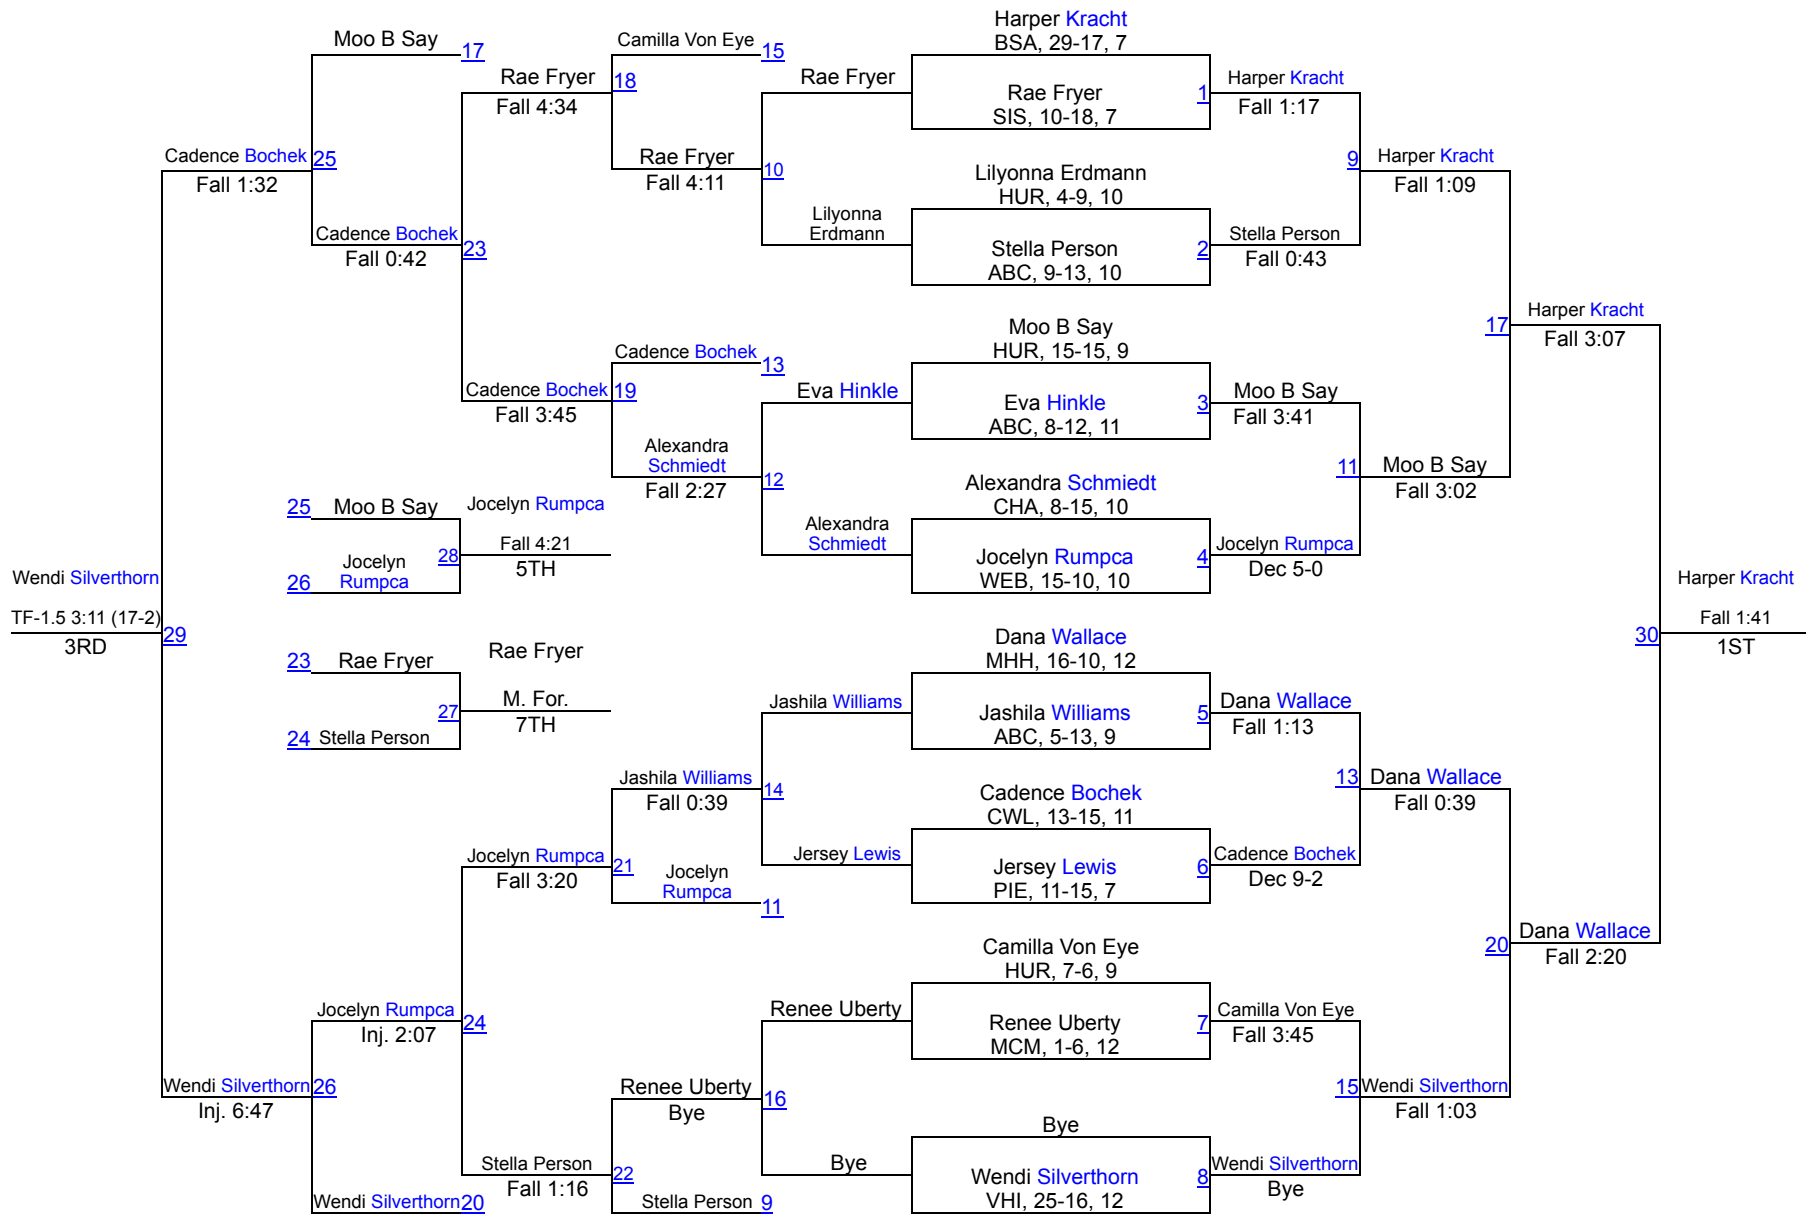 Harper Kracht
BSA, 29-17, 7
Moo B Say
17
Camilla Von Eye
15
Rae Fryer
18
Fall 4:34
Rae Fryer
Rae Fryer
SIS, 10-18, 7
1
Harper Kracht
Fall 1:17
Cadence Bochek
25
Fall 1:32
Rae Fryer
10
Fall 4:11
Lilyonna Erdmann
HUR, 4-9, 10
9
Harper Kracht
Fall 1:09
Lilyonna
Erdmann
Cadence Bochek
23
Fall 0:42
Stella Person
ABC, 9-13, 10
2
Stella Person
Fall 0:43
Moo B Say
HUR, 15-15, 9
17
Harper Kracht
Fall 3:07
Cadence Bochek
13
Cadence Bochek
19
Fall 3:45
Eva Hinkle
Eva Hinkle
ABC, 8-12, 11
3
Moo B Say
Fall 3:41
Alexandra
Schmiedt
12
Fall 2:27
Alexandra Schmiedt
CHA, 8-15, 10
11
Moo B Say
Fall 3:02
25
Moo B Say
Jocelyn Rumpca
28
Fall 4:21
5TH
26
Jocelyn
Rumpca
Alexandra
Schmiedt
Jocelyn Rumpca
WEB, 15-10, 10
4
Jocelyn Rumpca
Dec 5-0
Wendi Silverthorn
TF-1.5 3:11 (17-2)
29
3RD
Harper Kracht
30
Fall 1:41
1ST
23
Rae Fryer
Rae Fryer
27
M. For.
7TH
24
Stella Person
Dana Wallace
MHH, 16-10, 12
Jashila Williams
Jashila Williams
ABC, 5-13, 9
5
Dana Wallace
Fall 1:13
Jashila Williams
14
Fall 0:39
Cadence Bochek
CWL, 13-15, 11
13
Dana Wallace
Fall 0:39
Jocelyn Rumpca
21
Fall 3:20
Jocelyn
Rumpca
11
Jersey Lewis
Jersey Lewis
PIE, 11-15, 7
6
Cadence Bochek
Dec 9-2
Camilla Von Eye
HUR, 7-6, 9
20
Dana Wallace
Fall 2:20
Jocelyn Rumpca
24
Inj. 2:07
Renee Uberty
Renee Uberty
MCM, 1-6, 12
7
Camilla Von Eye
Fall 3:45
Wendi Silverthorn
26
Inj. 6:47
Renee Uberty
16
Bye
Bye
15
Wendi Silverthorn
Fall 1:03
Stella Person
22
Fall 1:16
Bye
Wendi Silverthorn
VHI, 25-16, 12
8
Wendi Silverthorn
Bye
Wendi Silverthorn
20
Stella Person
9